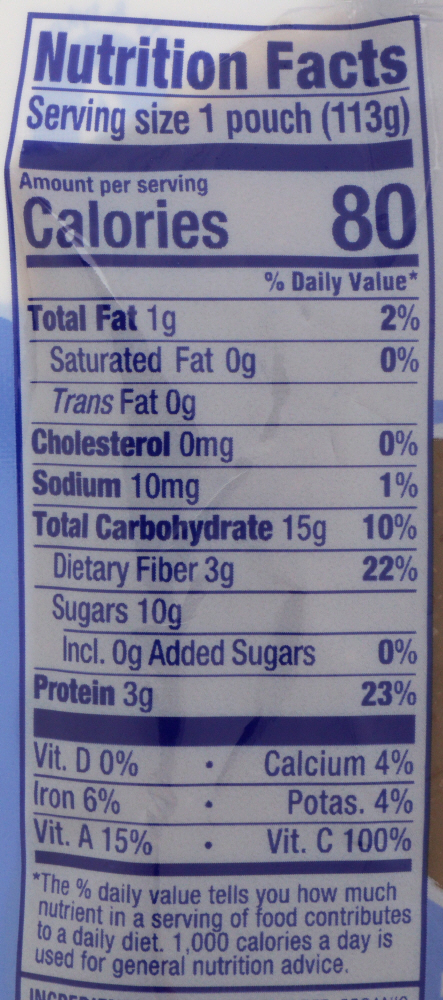 Nutrition Facts
Serving size 1 pouch (113g)
Amount per serving
Calories 80
% Daily Value*
Total Fat 1g 2%
Saturated Fat 0g 0%
Trans Fat 0g
Cholesterol 0mg 0%
Sodium 10mg 1%
Total Carbohydrate 15g 10%
Dietary Fiber 3g 22%
Sugars 10g
Incl. 0g Added Sugars 0%
Protein 3g 23%
Vit. D 0% • Calcium 4%
Iron 6% • Potas. 4%
Vit. A 15% • Vit. C 100%
*The % daily value tells you how much
nutrient in a serving of food contributes
to a daily diet. 1,000 calories a day is
used for general nutrition advice.